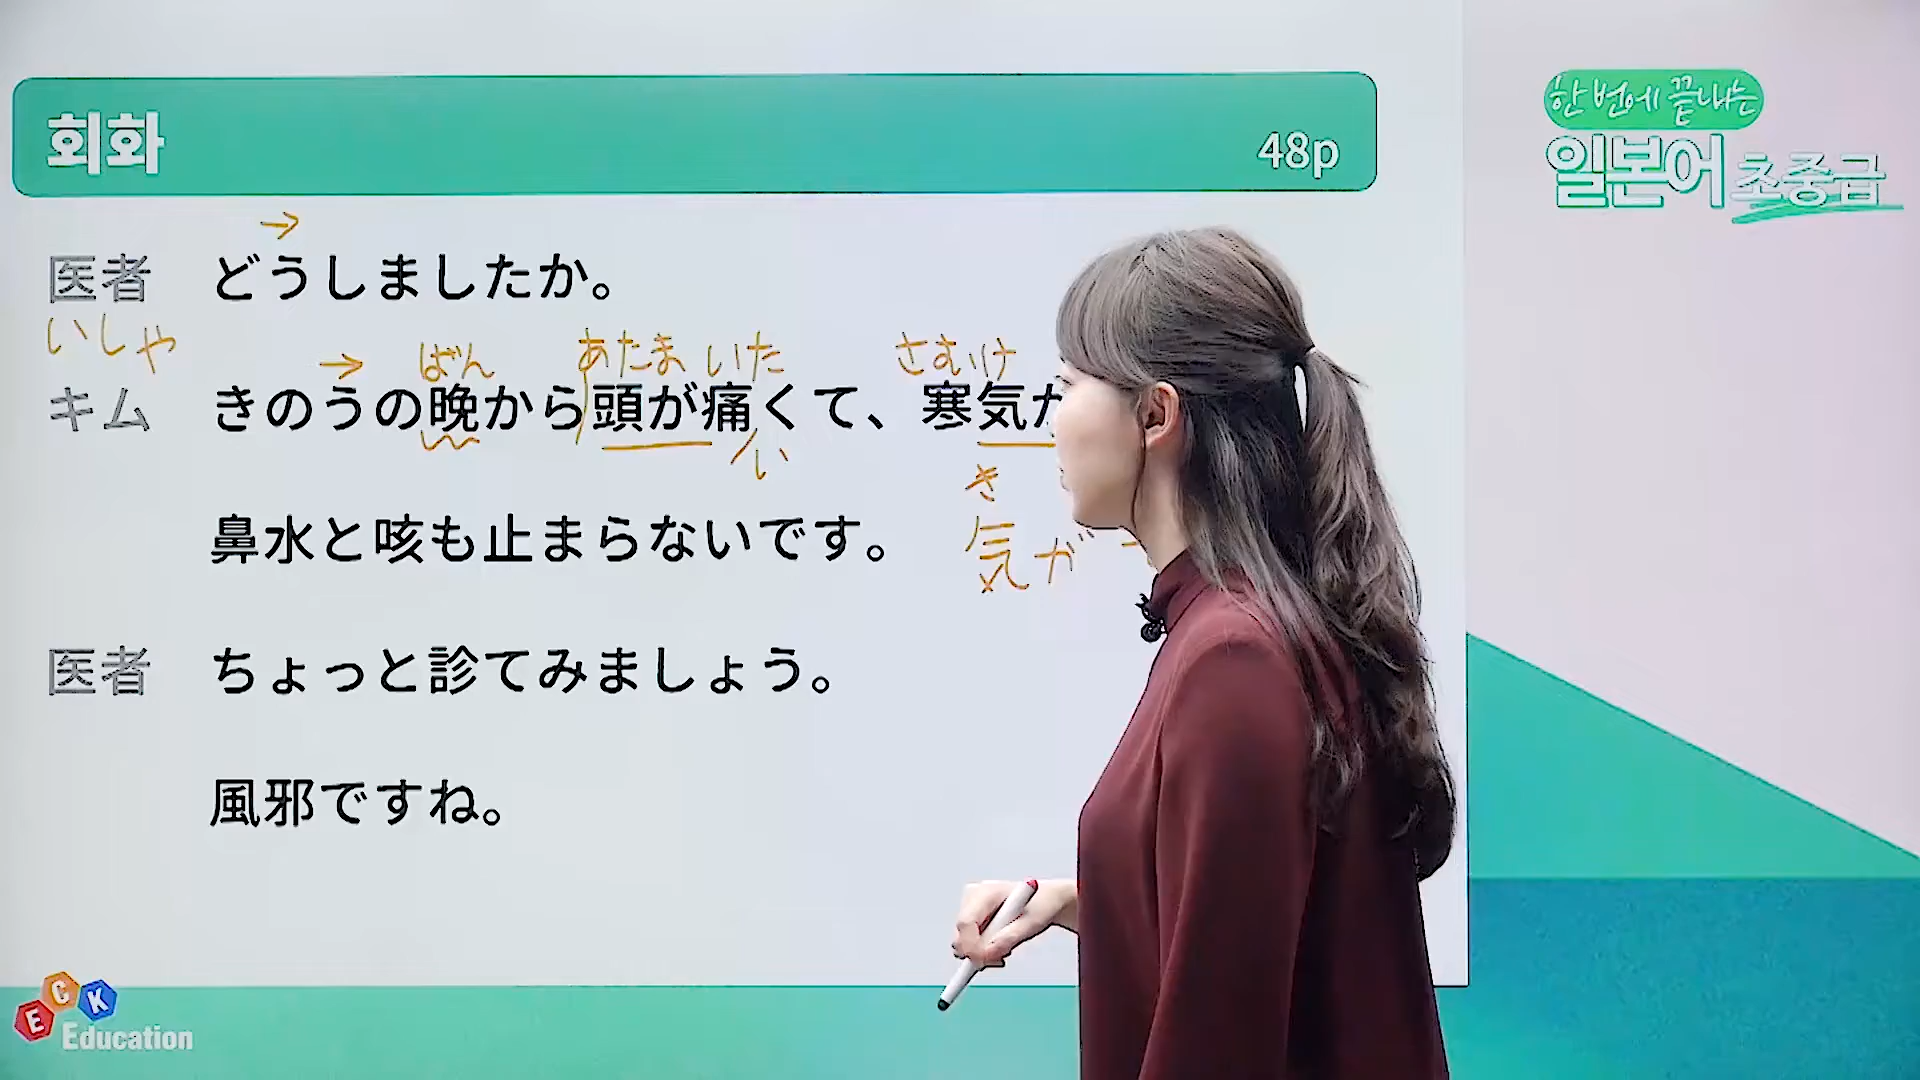 회화
48p
한 번에 끝내는
일본어 초중급
→
医者 どうしましたか。
いしゃ
→ ばん あたま いた さむけ
キム きのうの晩から頭が痛くて、寒気が
い
き
気が
鼻水と咳も止まらないです。
医者 ちょっと診てみましょう。
風邪ですね。
ECK
Education